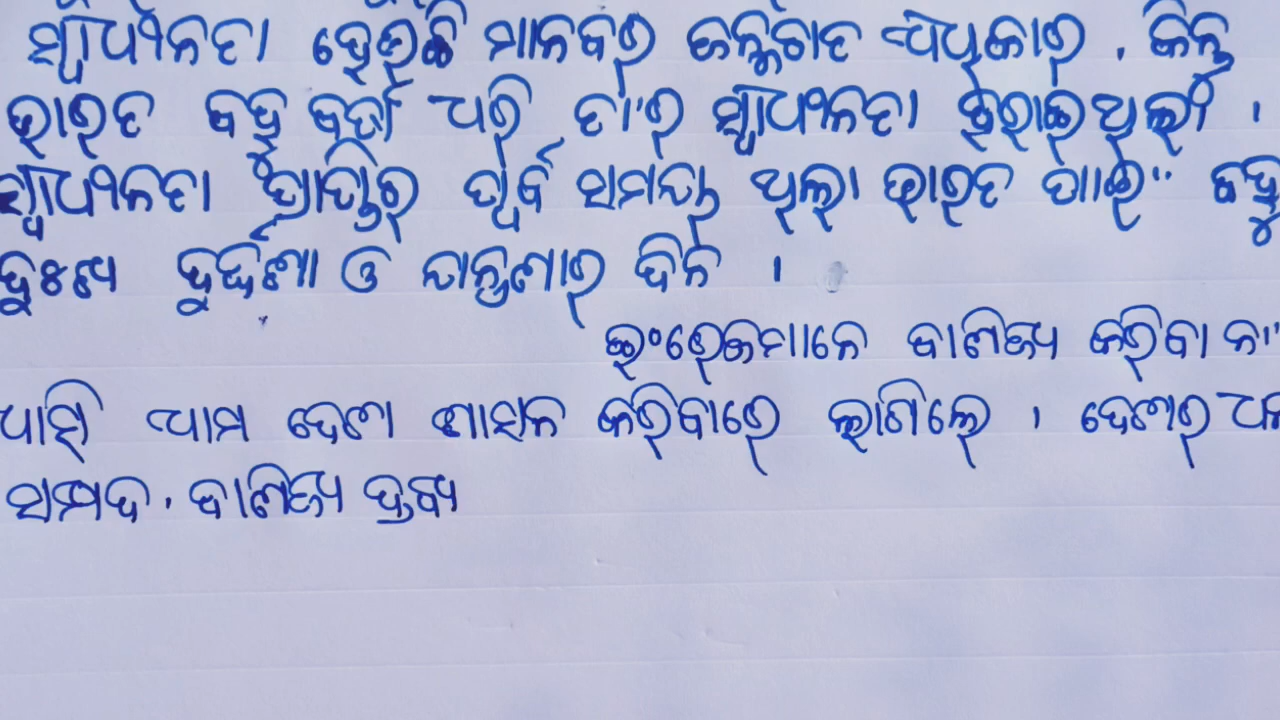 ସ୍ୱାଧୀନତା ହେଉଛି ମାନବର ଜନ୍ମଗତ ଅଧିକାର . କିନ୍ତୁ
ଭାରତ ବହୁ ବର୍ଷ ଧରି ତା'ର ସ୍ୱାଧୀନତା ହରାଇଥିଲା ।
ସ୍ୱାଧୀନତା ପ୍ରାପ୍ତିର ପୂର୍ବ ସମୟ ଥିଲା ଭାରତ ପାଇଁ ବହୁ
ଦୁଃଖ ଦୁର୍ଦ୍ଦଶା ଓ ଯନ୍ତ୍ରଣାର ଦିନ ।
ଇଂରେଜମାନେ ବାଣିଜ୍ୟ କରିବା
ଆସି ଆମ ଦେଶ ଶାସନ କରିବାରେ ଲାଗିଲେ । ଦେଶର ଧନ
ସମ୍ପଦ . ବାଣିଜ୍ୟ ଦ୍ରବ୍ୟ